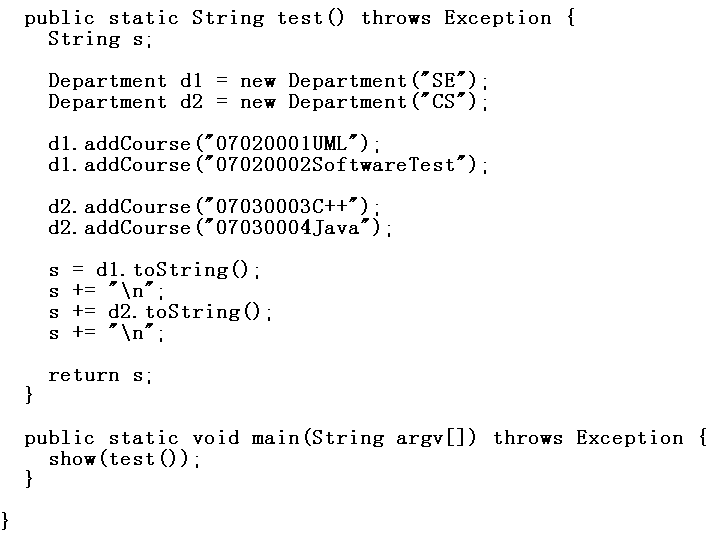 public static String test() throws Exception {
String s;
Department d1 = new Department("SE");
Department d2 = new Department("CS");
d1.addCourse("07020001UML");
d1.addCourse("07020002SoftwareTest");
d2.addCourse("07030003C++");
d2.addCourse("07030004Java");
s = d1.toString();
s += "\n";
s += d2.toString();
s += "\n";
return s;
}
public static void main(String argv[]) throws Exception {
show(test());
}
}